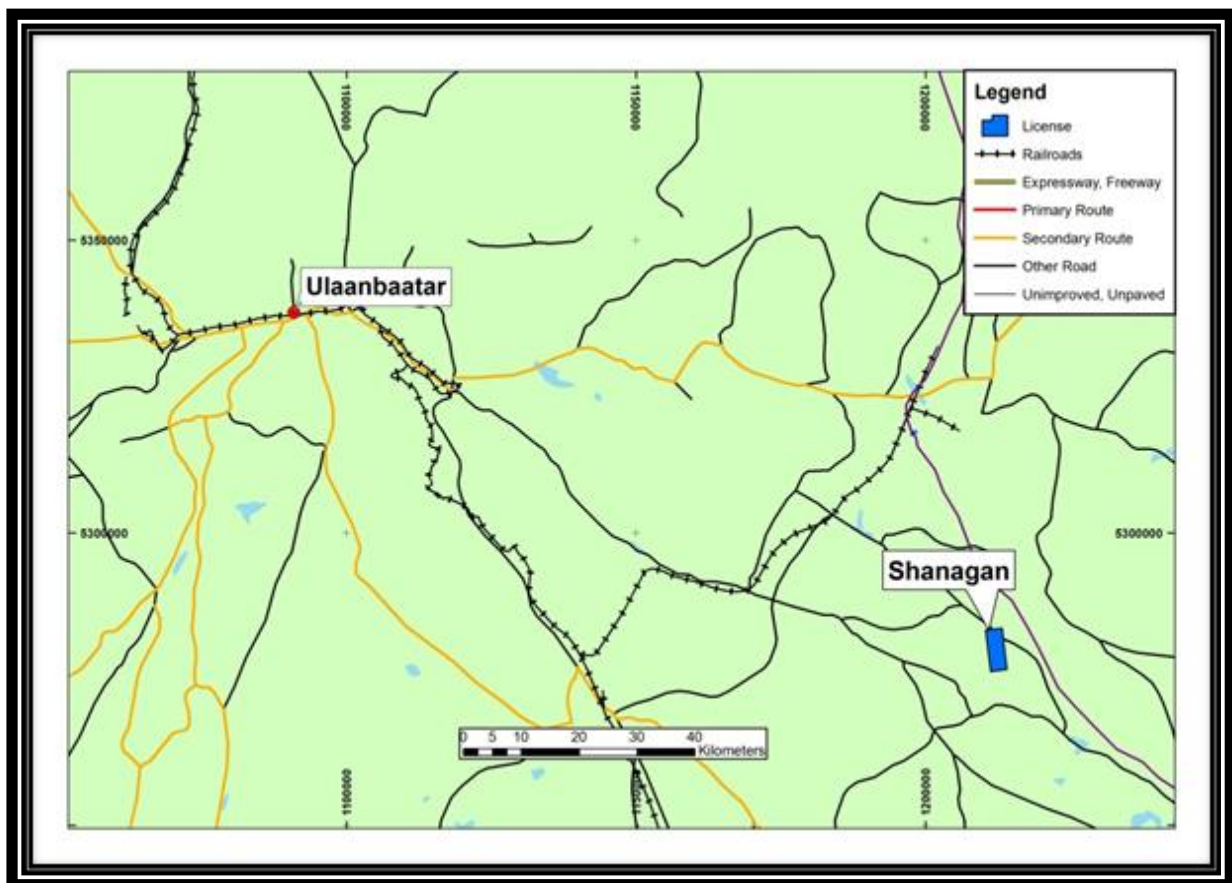 1100000
1150000
1200000
Legend
License
Railroads
Expressway, Freeway
Primary Route
Secondary Route
Other Road
Unimproved, Unpaved
5350000
Ulaanbaatar
5300000
5300000
Shanagan
0 5 10 20 30 40
Kilometers
1100000
1200000